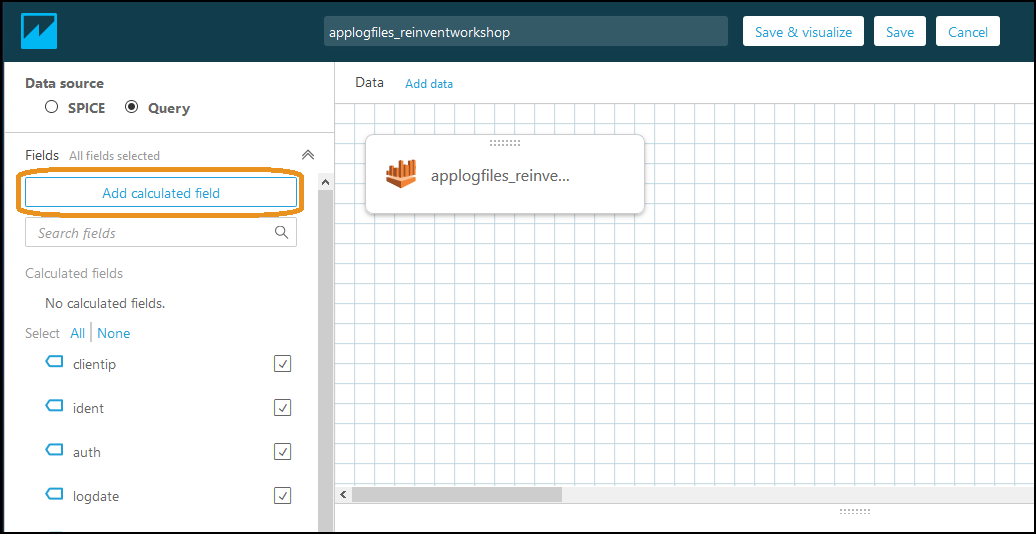 applogfiles_reinventworkshop
Save & visualize
Save
Cancel
Data source
SPICE
Query
Data
Add data
Fields
All fields selected
Add calculated field
applogfiles_reinve...
Search fields
Calculated fields
No calculated fields.
Select All | None
clientip
ident
auth
logdate